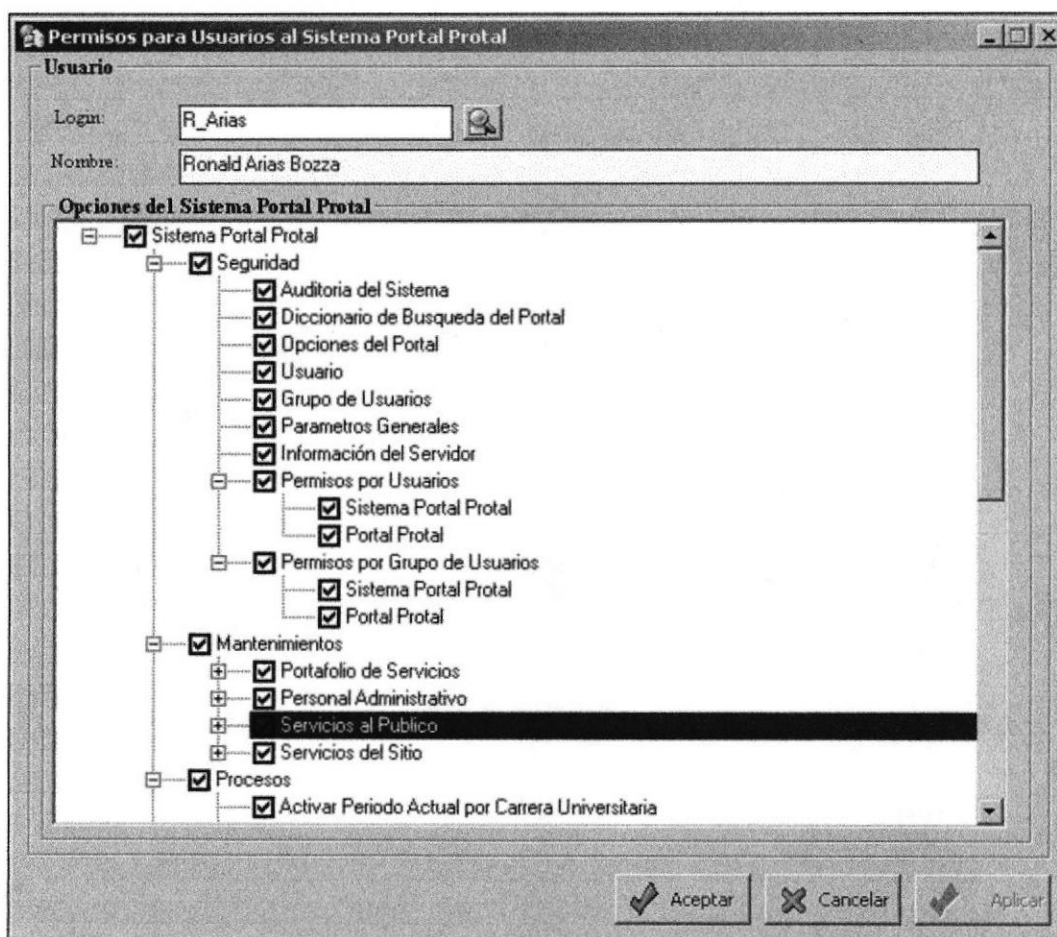 Permisos para Usuarios al Sistema Portal Protal
Usuario
Login: R_Arias
Nombre: Ronald Arias Bozza
Opciones del Sistema Portal Protal
Sistema Portal Protal
Seguridad
Auditoria del Sistema
Diccionario de Busqueda del Portal
Opciones del Portal
Usuario
Grupo de Usuarios
Parametros Generales
Información del Servidor
Permisos por Usuarios
Sistema Portal Protal
Portal Protal
Permisos por Grupo de Usuarios
Sistema Portal Protal
Portal Protal
Mantenimientos
Portafolio de Servicios
Personal Administrativo
Servicios al Publico
Servicios del Sitio
Procesos
Activar Periodo Actual por Carrera Universitaria
Aceptar Cancelar Aplicar